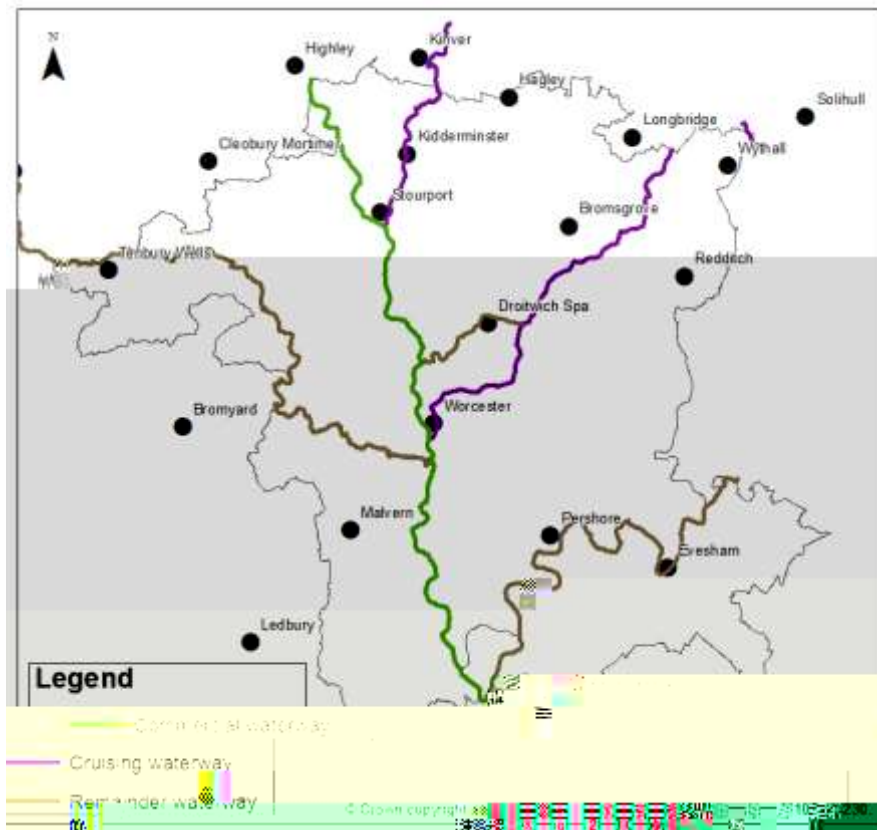 N
Highley
Kinver
Hagley
Solihull
Longbridge
Cleobury Mortime
Kidderminster
Wythall
Stourport
Bromsgrove
Tenbury Wells
Redditch
Droitwich Spa
Bromyard
Worcester
Malvern
Pershore
Evesham
Ledbury
Legend
Commercial waterway
Cruising waterway
Remainder waterway
© Crown copyright